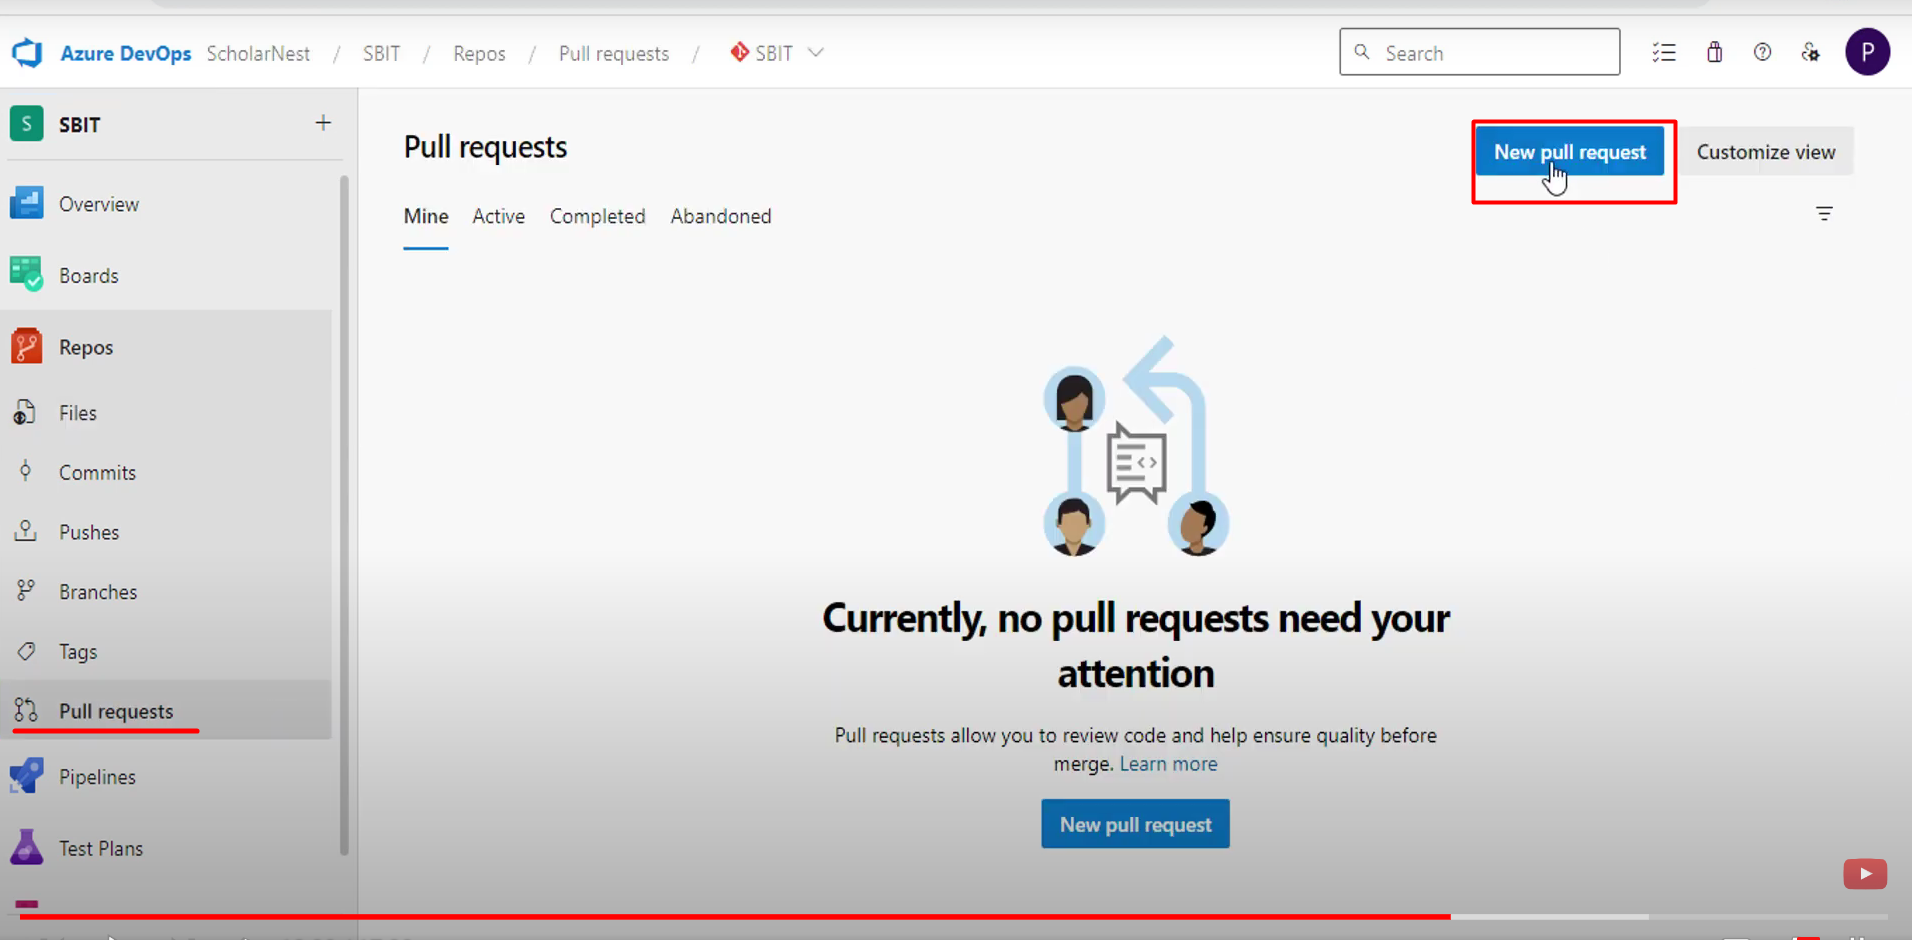 Azure DevOps ScholarNest / SBIT / Repos / Pull requests / SBIT
Search
P
S SBIT +
Overview
Boards
Repos
Files
Commits
Pushes
Branches
Tags
Pull requests
Pipelines
Test Plans
Pull requests
New pull request
Customize view
Mine Active Completed Abandoned
Currently, no pull requests need your
attention
Pull requests allow you to review code and help ensure quality before
merge. Learn more
New pull request